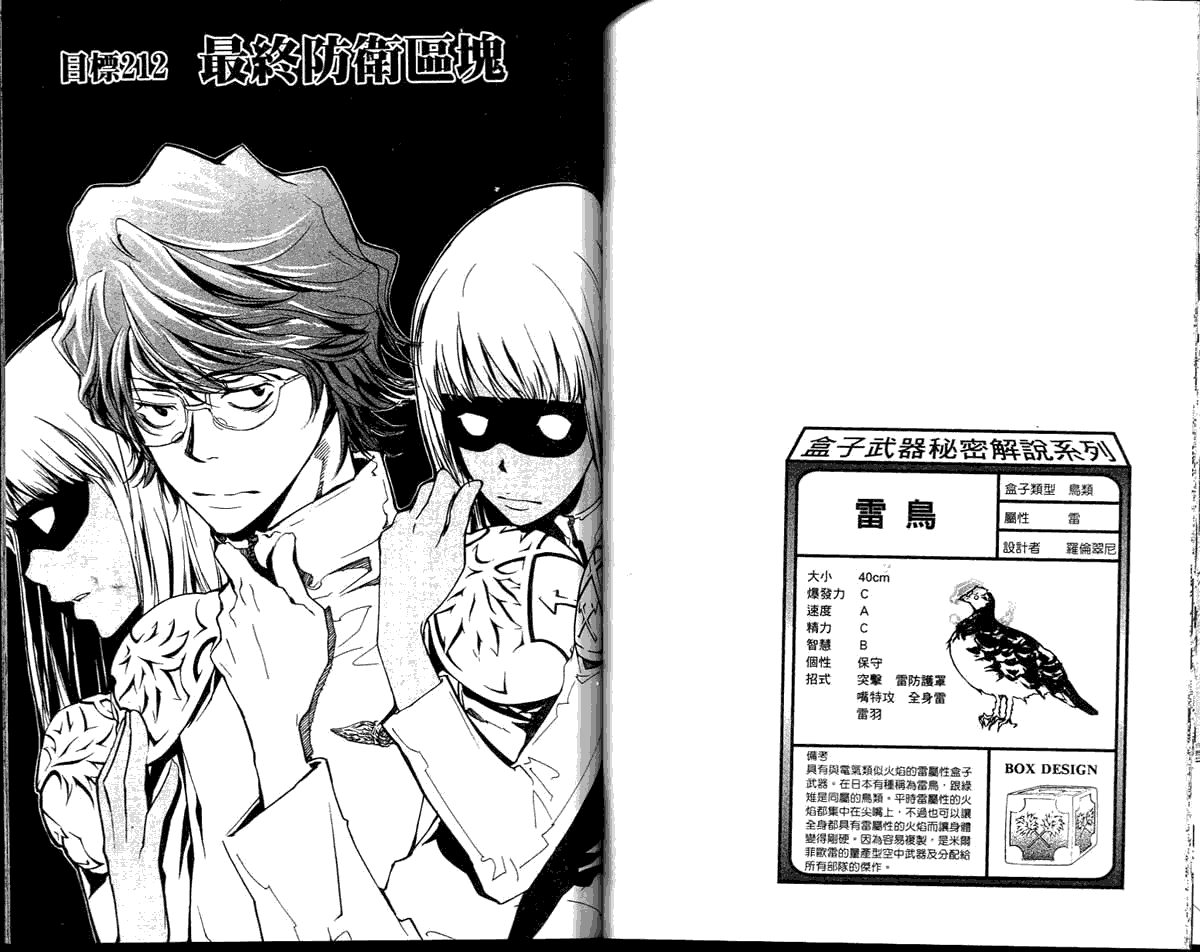 目標212 最終防衛區塊
盒子武器秘密解說系列
雷鳥
盒子類型 鳥類
屬性 雷
設計者 羅倫翠尼
大小 40cm
爆發力 C
速度 A
精力 C
智慧 B
個性 保守
招式 突擊 雷防護罩
嘴特攻 全身雷
雷羽
備考
具有與電氣類似火焰的雷屬性盒子
武器。在日本有種稱為雷鳥,跟綠
雉是同屬的鳥類。平時雷屬性的火
焰都集中在尖嘴上,不過也可以讓
全身都具有雷屬性的火焰而讓身體
變得剛硬。因為容易複製,是米爾
菲歐雷的量產型空中武器及分配給
所有部隊的傑作。
BOX DESIGN